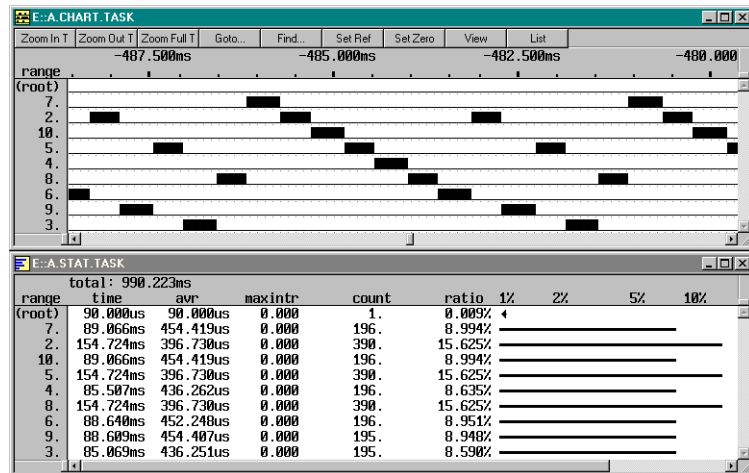 E::A.CHART.TASK
Zoom In T Zoom Out T Zoom Full T Goto... Find... Set Ref Set Zero View List
-487.500ms -485.000ms -482.500ms -480.000
range
(root)
7.
2.
10.
5.
4.
8.
6.
9.
3.
E::A.STAT.TASK
total: 990.223ms
range time avr maxintr count ratio 1% 2% 5% 10%
(root) 90.000us 90.000us 0.000 1. 0.009%
7. 89.066ms 454.419us 0.000 196. 8.994%
2. 154.724ms 396.730us 0.000 390. 15.625%
10. 89.066ms 454.419us 0.000 196. 8.994%
5. 154.724ms 396.730us 0.000 390. 15.625%
4. 85.507ms 436.262us 0.000 196. 8.635%
8. 154.724ms 396.730us 0.000 390. 15.625%
6. 88.640ms 452.248us 0.000 196. 8.951%
9. 88.609ms 454.407us 0.000 195. 8.948%
3. 85.069ms 436.251us 0.000 195. 8.590%